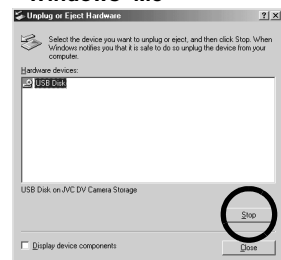 Windows® Me
Unplug or Eject Hardware
Select the device you want to unplug or eject, and then click Stop. When
Windows notifies you that it is safe to do so unplug the device from your
computer.
Hardware devices:
USB Disk
USB Disk on JVC DV Camera Storage
Stop
Display device components
Close